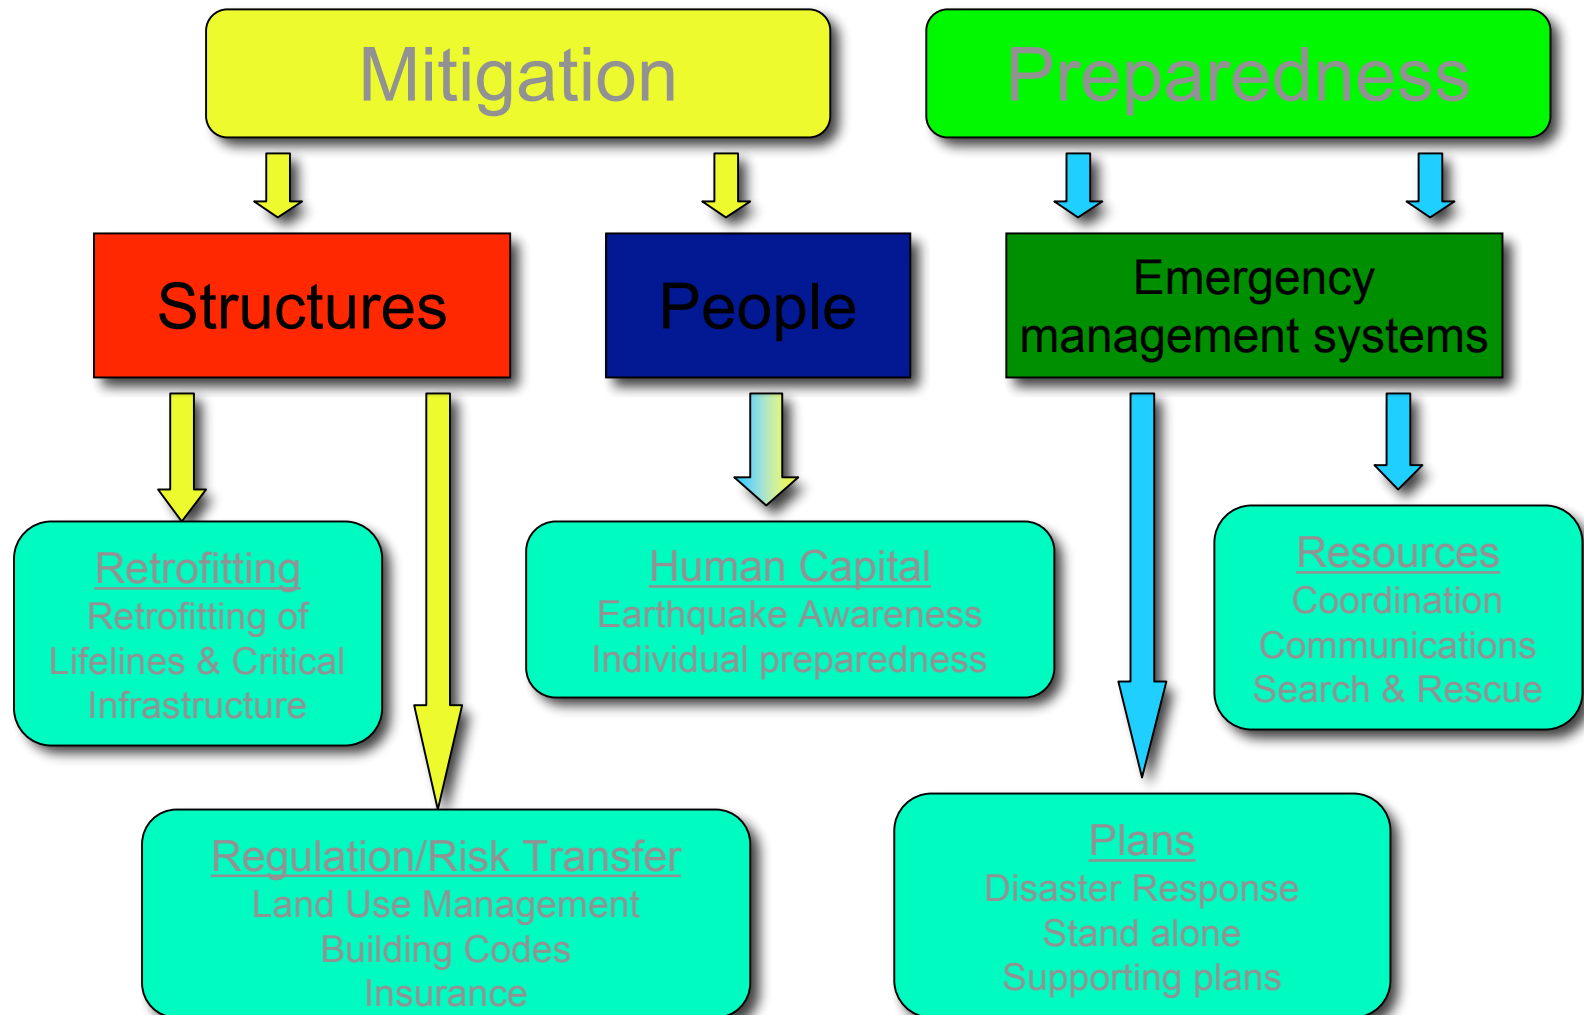 Mitigation
Preparedness
Structures
People
Emergency
management systems
Retrofitting
Retrofitting of
Lifelines & Critical
Infrastructure
Human Capital
Earthquake Awareness
Individual preparedness
Resources
Coordination
Communications
Search & Rescue
Regulation/Risk Transfer
Land Use Management
Building Codes
Insurance
Plans
Disaster Response
Stand alone
Supporting plans